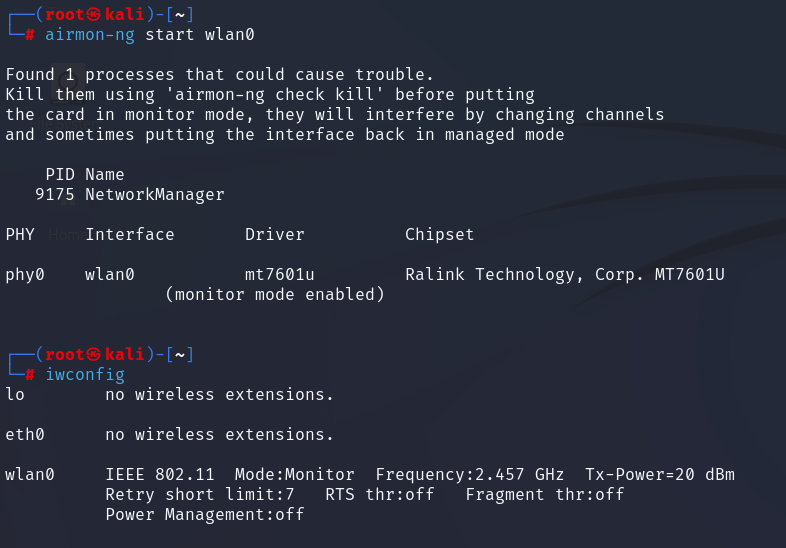 ┌──(root㉿kali)-[~]
└─# airmon-ng start wlan0
Found 1 processes that could cause trouble.
Kill them using 'airmon-ng check kill' before putting
the card in monitor mode, they will interfere by changing channels
and sometimes putting the interface back in managed mode
PID Name
9175 NetworkManager
PHY Interface Driver Chipset
phy0 wlan0 mt7601u Ralink Technology, Corp. MT7601U
(monitor mode enabled)
┌──(root㉿kali)-[~]
└─# iwconfig
lo no wireless extensions.
eth0 no wireless extensions.
wlan0 IEEE 802.11 Mode:Monitor Frequency:2.457 GHz Tx-Power=20 dBm
Retry short limit:7 RTS thr:off Fragment thr:off
Power Management:off